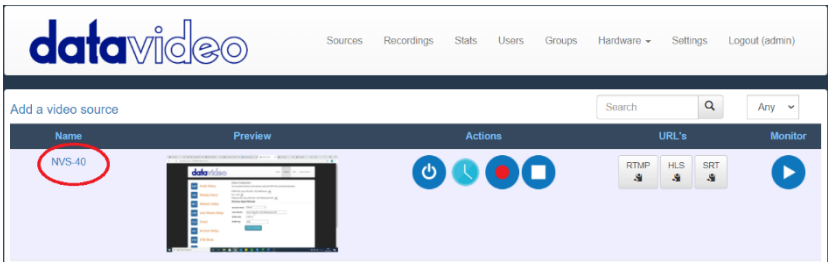 datavideo
Sources Recordings Stats Users Groups Hardware Settings Logout (admin)
Add a video source
Search
Any
Name Preview Actions URL's Monitor
NVS-40
datavideo
RTMP HLS SRT